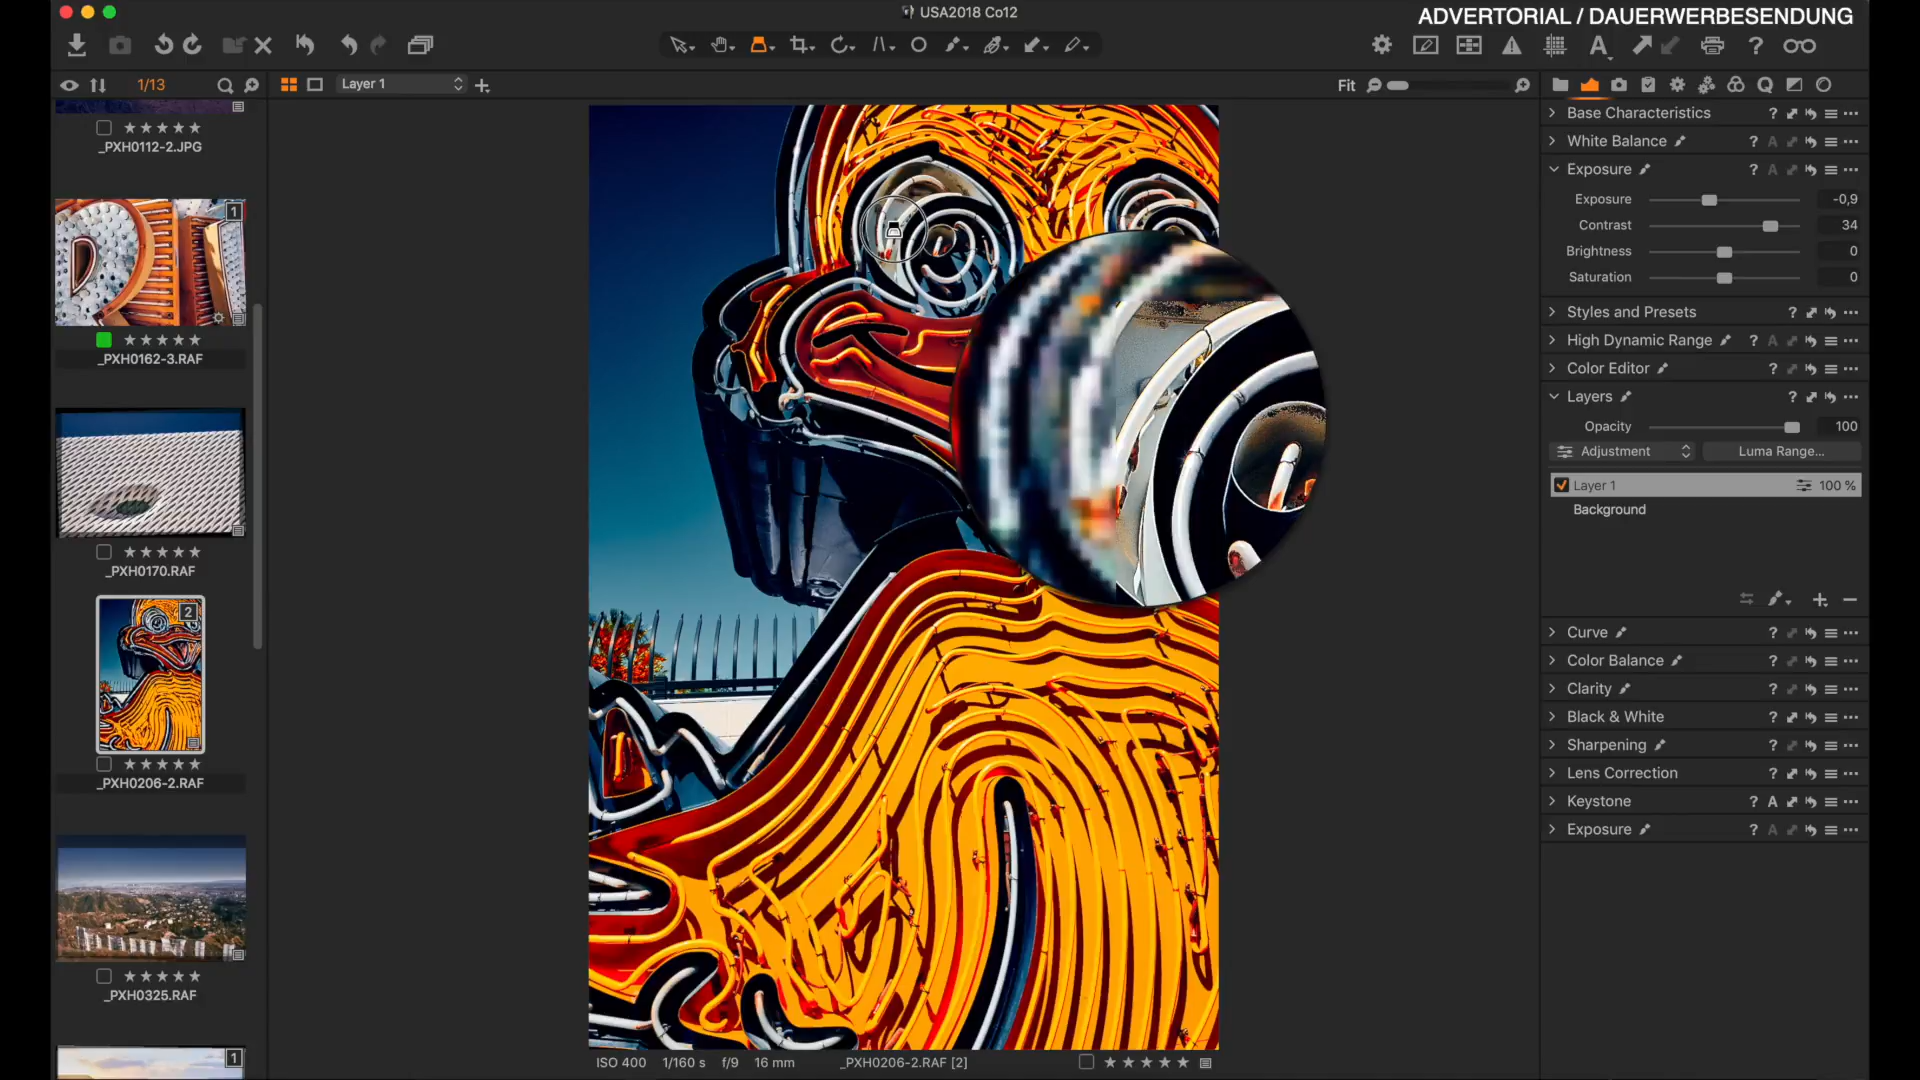 USA2018 Co12
ADVERTORIAL / DAUERWERBESENDUNG
1/13
Layer 1
Fit
_PXH0112-2.JPG
1
_PXH0162-3.RAF
_PXH0170.RAF
2
_PXH0206-2.RAF
_PXH0325.RAF
1
ISO 400 1/160 s f/9 16 mm _PXH0206-2.RAF [2]
Base Characteristics
White Balance
Exposure
Exposure -0,9
Contrast 34
Brightness 0
Saturation 0
Styles and Presets
High Dynamic Range
Color Editor
Layers
Opacity 100
Adjustment Luma Range...
Layer 1 100 %
Background
Curve
Color Balance
Clarity
Black & White
Sharpening
Lens Correction
Keystone
Exposure